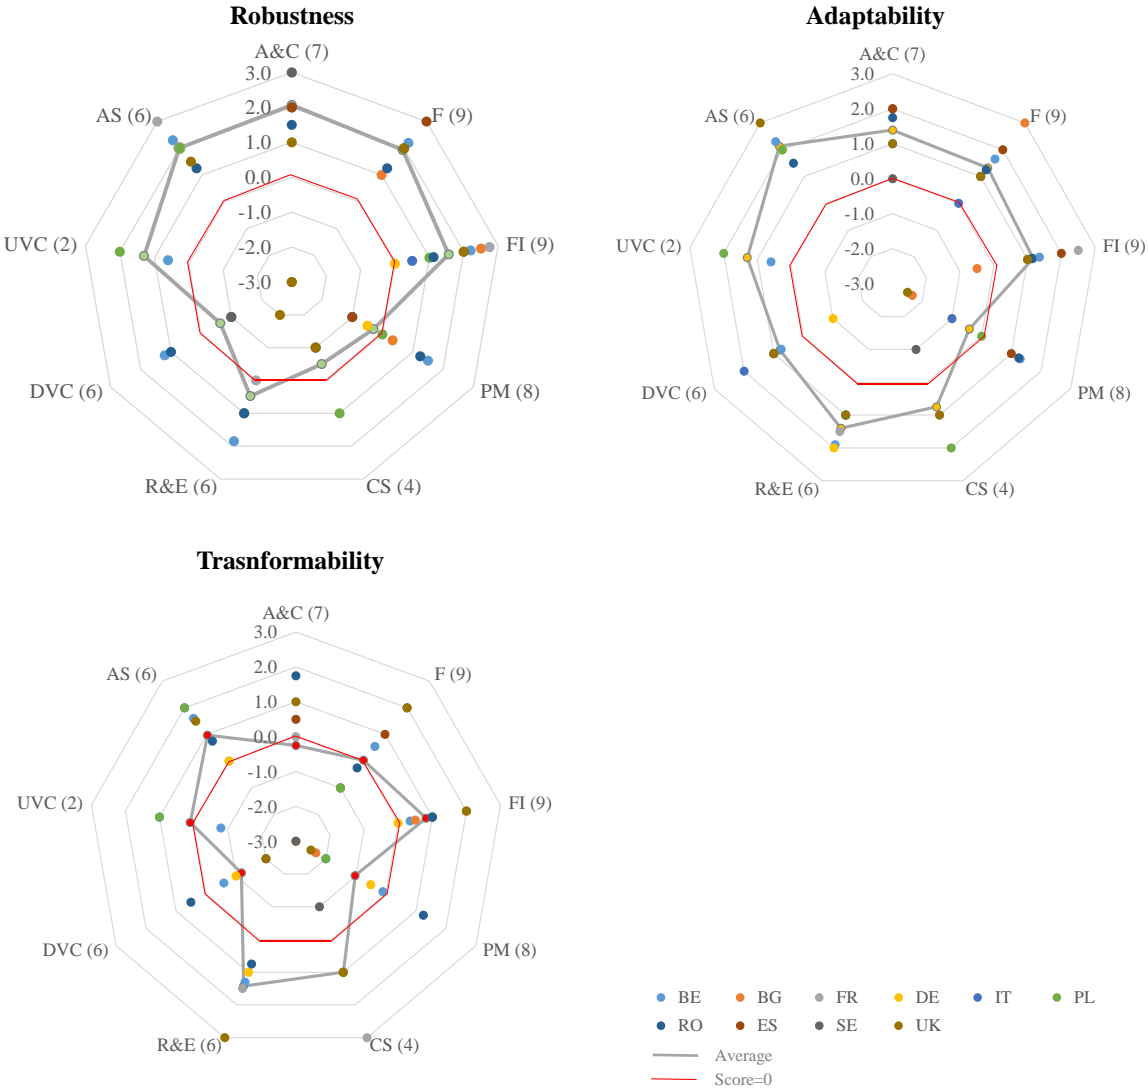 Robustness
A&C (7)
3.0
2.0
1.0
0.0
-1.0
-2.0
-3.0
F (9)
FI (9)
PM (8)
CS (4)
R&E (6)
DVC (6)
UVC (2)
AS (6)
Adaptability
A&C (7)
3.0
2.0
1.0
0.0
-1.0
-2.0
-3.0
F (9)
FI (9)
PM (8)
CS (4)
R&E (6)
DVC (6)
UVC (2)
AS (6)
Trasnformability
A&C (7)
3.0
2.0
1.0
0.0
-1.0
-2.0
-3.0
F (9)
FI (9)
PM (8)
CS (4)
R&E (6)
DVC (6)
UVC (2)
AS (6)
BE BG FR DE IT PL
RO ES SE UK
Average
Score=0